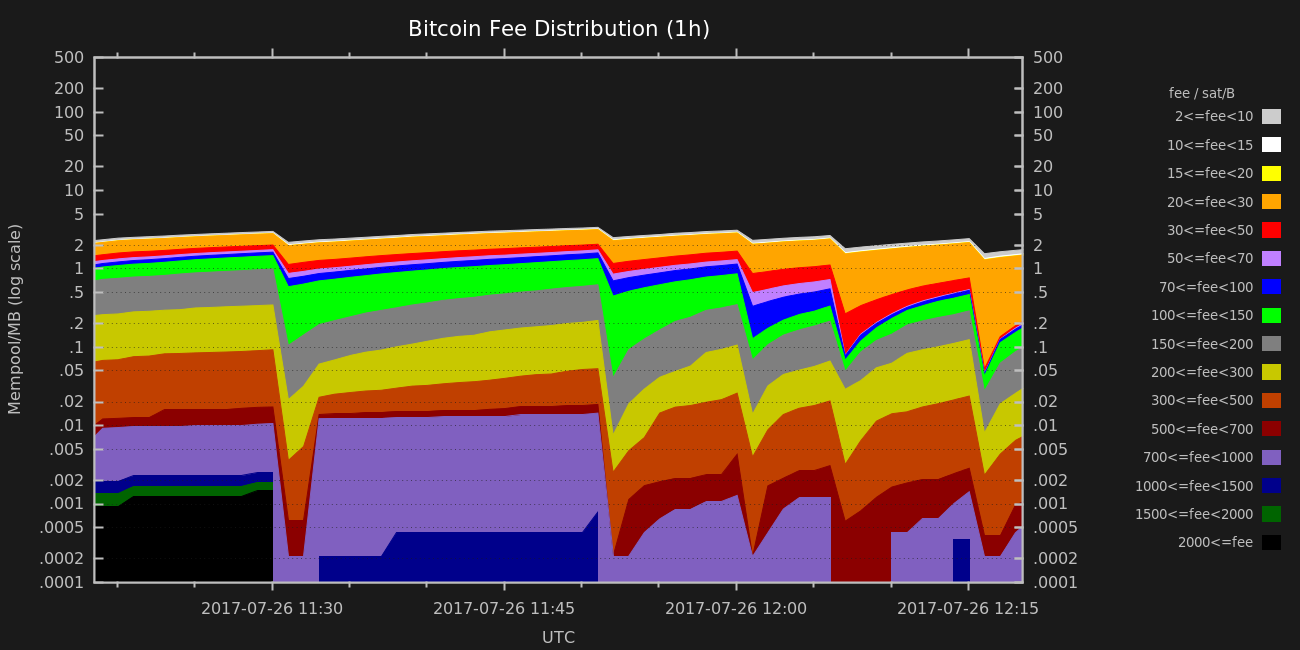 Bitcoin Fee Distribution (1h)
500 500
200 200
100 100
50 50
20 20
10 10
5 5
2 2
1 1
.5 .5
.2 .2
.1 .1
.05 .05
.02 .02
.01 .01
.005 .005
.002 .002
.001 .001
.0005 .0005
.0002 .0002
.0001 .0001
Mempool/MB (log scale)
2017-07-26 11:30 2017-07-26 11:45 2017-07-26 12:00 2017-07-26 12:15
UTC
fee / sat/B
2<=fee<10
10<=fee<15
15<=fee<20
20<=fee<30
30<=fee<50
50<=fee<70
70<=fee<100
100<=fee<150
150<=fee<200
200<=fee<300
300<=fee<500
500<=fee<700
700<=fee<1000
1000<=fee<1500
1500<=fee<2000
2000<=fee